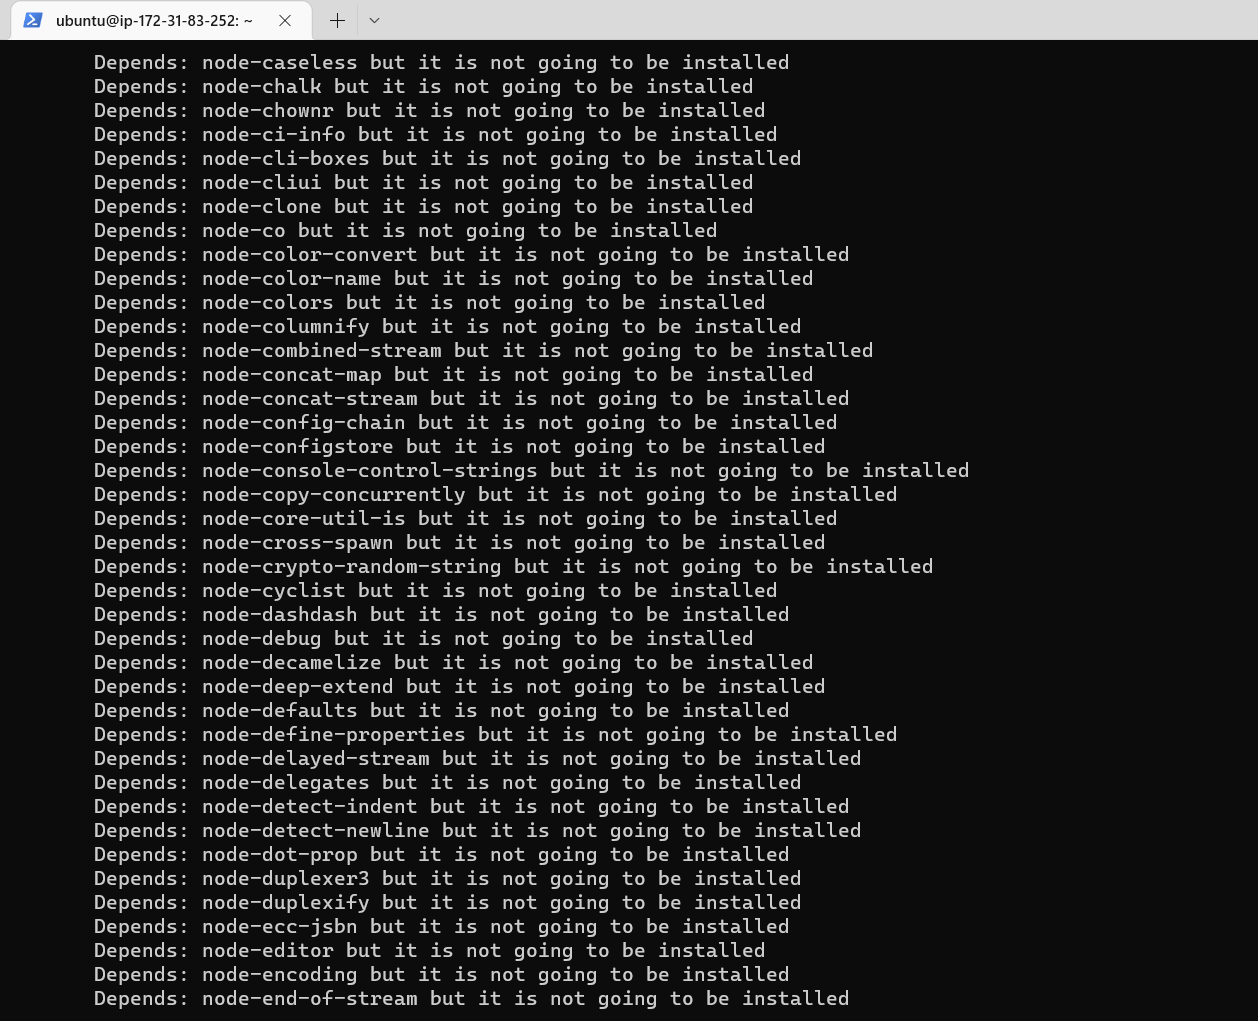 ubuntu@ip-172-31-83-252: ~
Depends: node-caseless but it is not going to be installed
Depends: node-chalk but it is not going to be installed
Depends: node-chownr but it is not going to be installed
Depends: node-ci-info but it is not going to be installed
Depends: node-cli-boxes but it is not going to be installed
Depends: node-cliui but it is not going to be installed
Depends: node-clone but it is not going to be installed
Depends: node-co but it is not going to be installed
Depends: node-color-convert but it is not going to be installed
Depends: node-color-name but it is not going to be installed
Depends: node-colors but it is not going to be installed
Depends: node-columnify but it is not going to be installed
Depends: node-combined-stream but it is not going to be installed
Depends: node-concat-map but it is not going to be installed
Depends: node-concat-stream but it is not going to be installed
Depends: node-config-chain but it is not going to be installed
Depends: node-configstore but it is not going to be installed
Depends: node-console-control-strings but it is not going to be installed
Depends: node-copy-concurrently but it is not going to be installed
Depends: node-core-util-is but it is not going to be installed
Depends: node-cross-spawn but it is not going to be installed
Depends: node-crypto-random-string but it is not going to be installed
Depends: node-cyclist but it is not going to be installed
Depends: node-dashdash but it is not going to be installed
Depends: node-debug but it is not going to be installed
Depends: node-decamelize but it is not going to be installed
Depends: node-deep-extend but it is not going to be installed
Depends: node-defaults but it is not going to be installed
Depends: node-define-properties but it is not going to be installed
Depends: node-delayed-stream but it is not going to be installed
Depends: node-delegates but it is not going to be installed
Depends: node-detect-indent but it is not going to be installed
Depends: node-detect-newline but it is not going to be installed
Depends: node-dot-prop but it is not going to be installed
Depends: node-duplexer3 but it is not going to be installed
Depends: node-duplexify but it is not going to be installed
Depends: node-ecc-jsbn but it is not going to be installed
Depends: node-editor but it is not going to be installed
Depends: node-encoding but it is not going to be installed
Depends: node-end-of-stream but it is not going to be installed